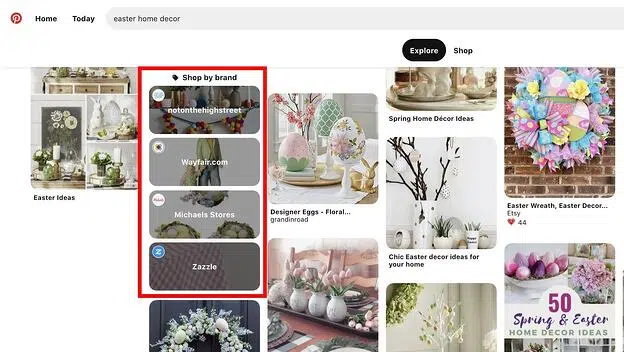 Home
Today
easter home decor
Explore
Shop
Easter Ideas
Shop by brand
notonthehighstreet
Wayfair.com
Michaels Stores
Zazzle
Designer Eggs - Floral...
grandinroad
Spring Home Décor Ideas
Chic Easter decor ideas for
your home
Easter Wreath, Easter Decor...
Etsy
44
50
Spring & Easter
HOME DECOR IDEAS